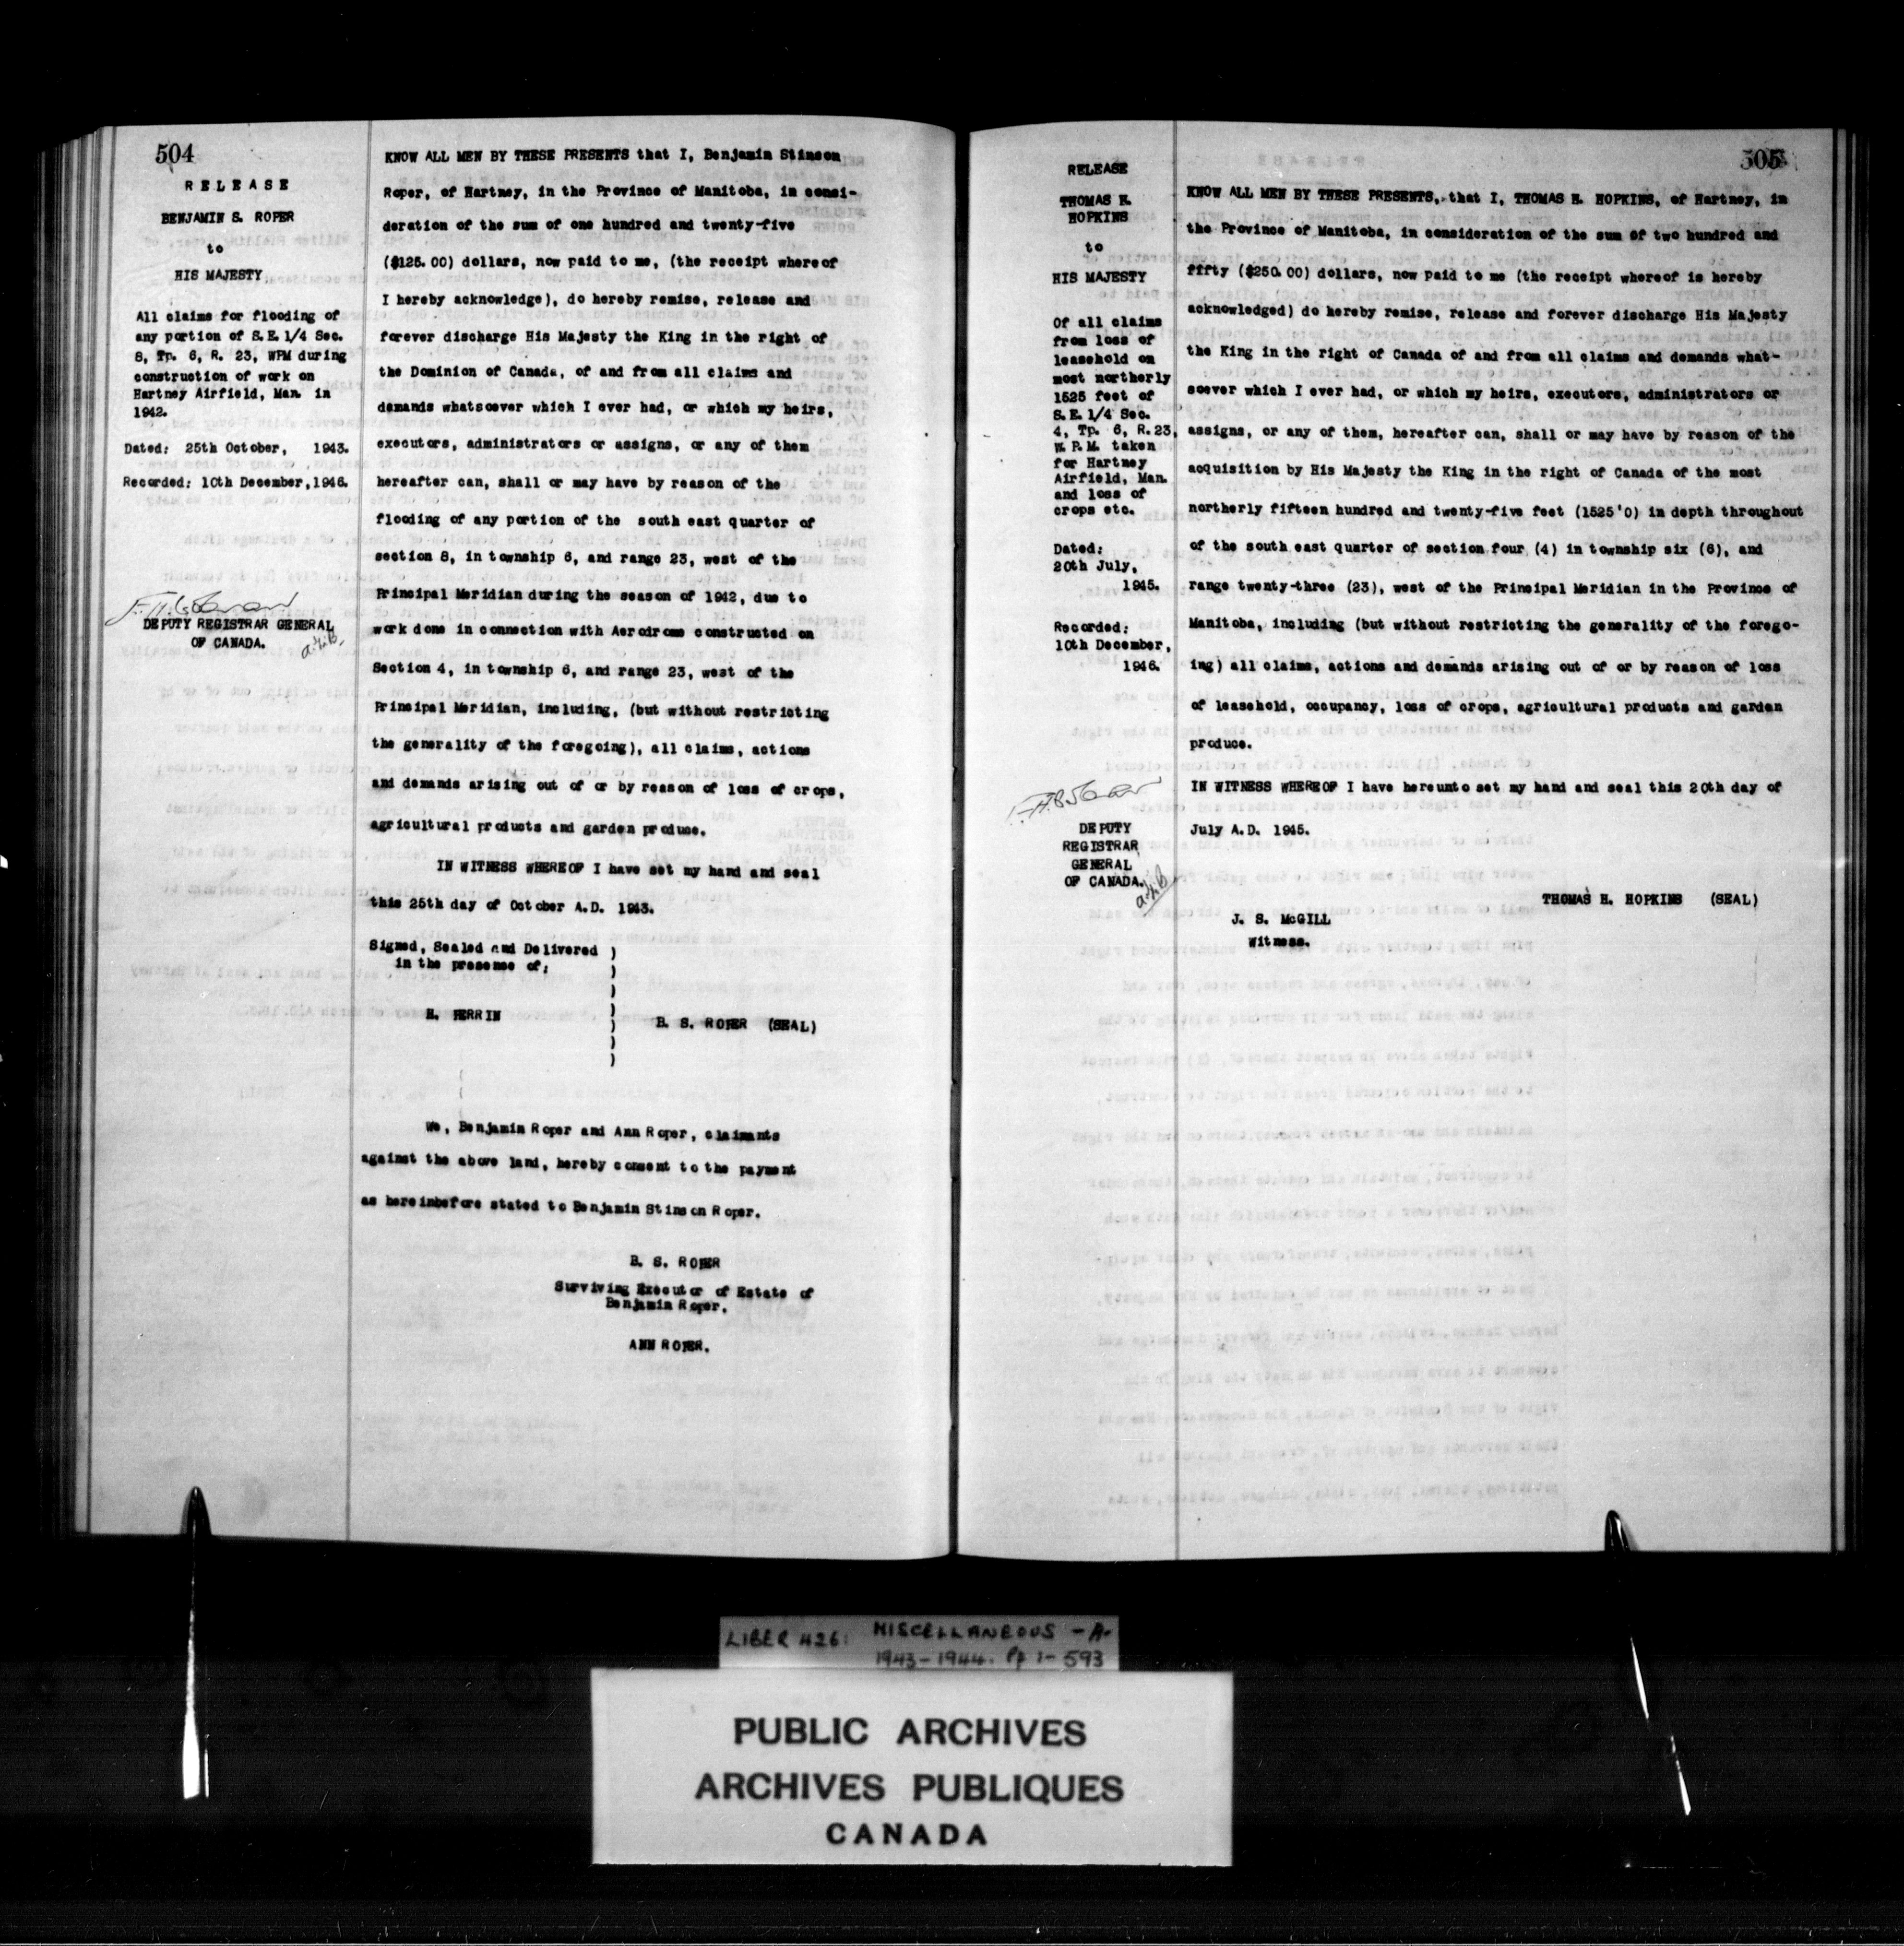 504
RELEASE
BENJAMIN S. ROPER
to
HIS MAJESTY
All claims for flooding of
any portion of S.E. 1/4 Sec.
8, Tp. 6, R. 23, WPM during
construction of work on
Hartney Airfield, Man. in
1942.
Dated: 25th October, 1943.
Recorded: 10th December, 1946.
DEPUTY REGISTRAR GENERAL
OF CANADA.
a.h.B.
KNOW ALL MEN BY THESE PRESENTS that I, Benjamin Stinson
Roper, of Hartney, in the Province of Manitoba, in consi-
deration of the sum of one hundred and twenty-five
($125.00) dollars, now paid to me, (the receipt whereof
I hereby acknowledge), do hereby remise, release and
forever discharge His Majesty the King in the right of
the Dominion of Canada, of and from all claims and
demands whatsoever which I ever had, or which my heirs,
executors, administrators or assigns, or any of them
hereafter can, shall or may have by reason of the
flooding of any portion of the south east quarter of
section 8, in township 6, and range 23, west of the
Principal Meridian during the season of 1942, due to
work done in connection with Aerodrome constructed on
Section 4, in township 6, and range 23, west of the
Principal Meridian, including, (but without restricting
the generality of the foregoing), all claims, actions
and demands arising out of or by reason of loss of crops,
agricultural products and garden produce.
IN WITNESS WHEREOF I have set my hand and seal
this 25th day of October A.D. 1943.
Signed, Sealed and Delivered )
in the presence of; )
)
H. PERRIN )
) B. S. ROPER (SEAL)
)
)
We, Benjamin Roper and Ann Roper, claimants
against the above land, hereby consent to the payment
as hereinbefore stated to Benjamin Stinson Roper.
B. S. ROPER
Surviving Executor of Estate of
Benjamin Roper.
ANN ROPER.
505
RELEASE
THOMAS H.
HOPKINS
to
HIS MAJESTY
Of all claims
from loss of
leasehold on
most northerly
1525 feet of
S.E. 1/4 Sec.
4, Tp. 6, R.23,
W.P.M. taken
for Hartney
Airfield, Man.
and loss of
crops etc.
Dated:
20th July,
1945.
Recorded:
10th December,
1946.
DEPUTY
REGISTRAR
GENERAL
OF CANADA.
a.h.B
KNOW ALL MEN BY THESE PRESENTS, that I, THOMAS H. HOPKINS, of Hartney, in
the Province of Manitoba, in consideration of the sum of two hundred and
fifty ($250.00) dollars, now paid to me (the receipt whereof is hereby
acknowledged) do hereby remise, release and forever discharge His Majesty
the King in the right of Canada of and from all claims and demands what-
soever which I ever had, or which my heirs, executors, administrators or
assigns, or any of them, hereafter can, shall or may have by reason of the
acquisition by His Majesty the King in the right of Canada of the most
northerly fifteen hundred and twenty-five feet (1525'0) in depth throughout
of the south east quarter of section four (4) in township six (6), and
range twenty-three (23), west of the Principal Meridian in the Province of
Manitoba, including (but without restricting the generality of the forego-
ing) all claims, actions and demands arising out of or by reason of loss
of leasehold, occupancy, loss of crops, agricultural products and garden
produce.
IN WITNESS WHEREOF I have hereunto set my hand and seal this 20th day of
July A.D. 1945.
THOMAS H. HOPKINS (SEAL)
J. S. McGILL
Witness.
LIBER 426: MISCELLANEOUS -A-
1943-1944. Pp 1-593
PUBLIC ARCHIVES
ARCHIVES PUBLIQUES
CANADA